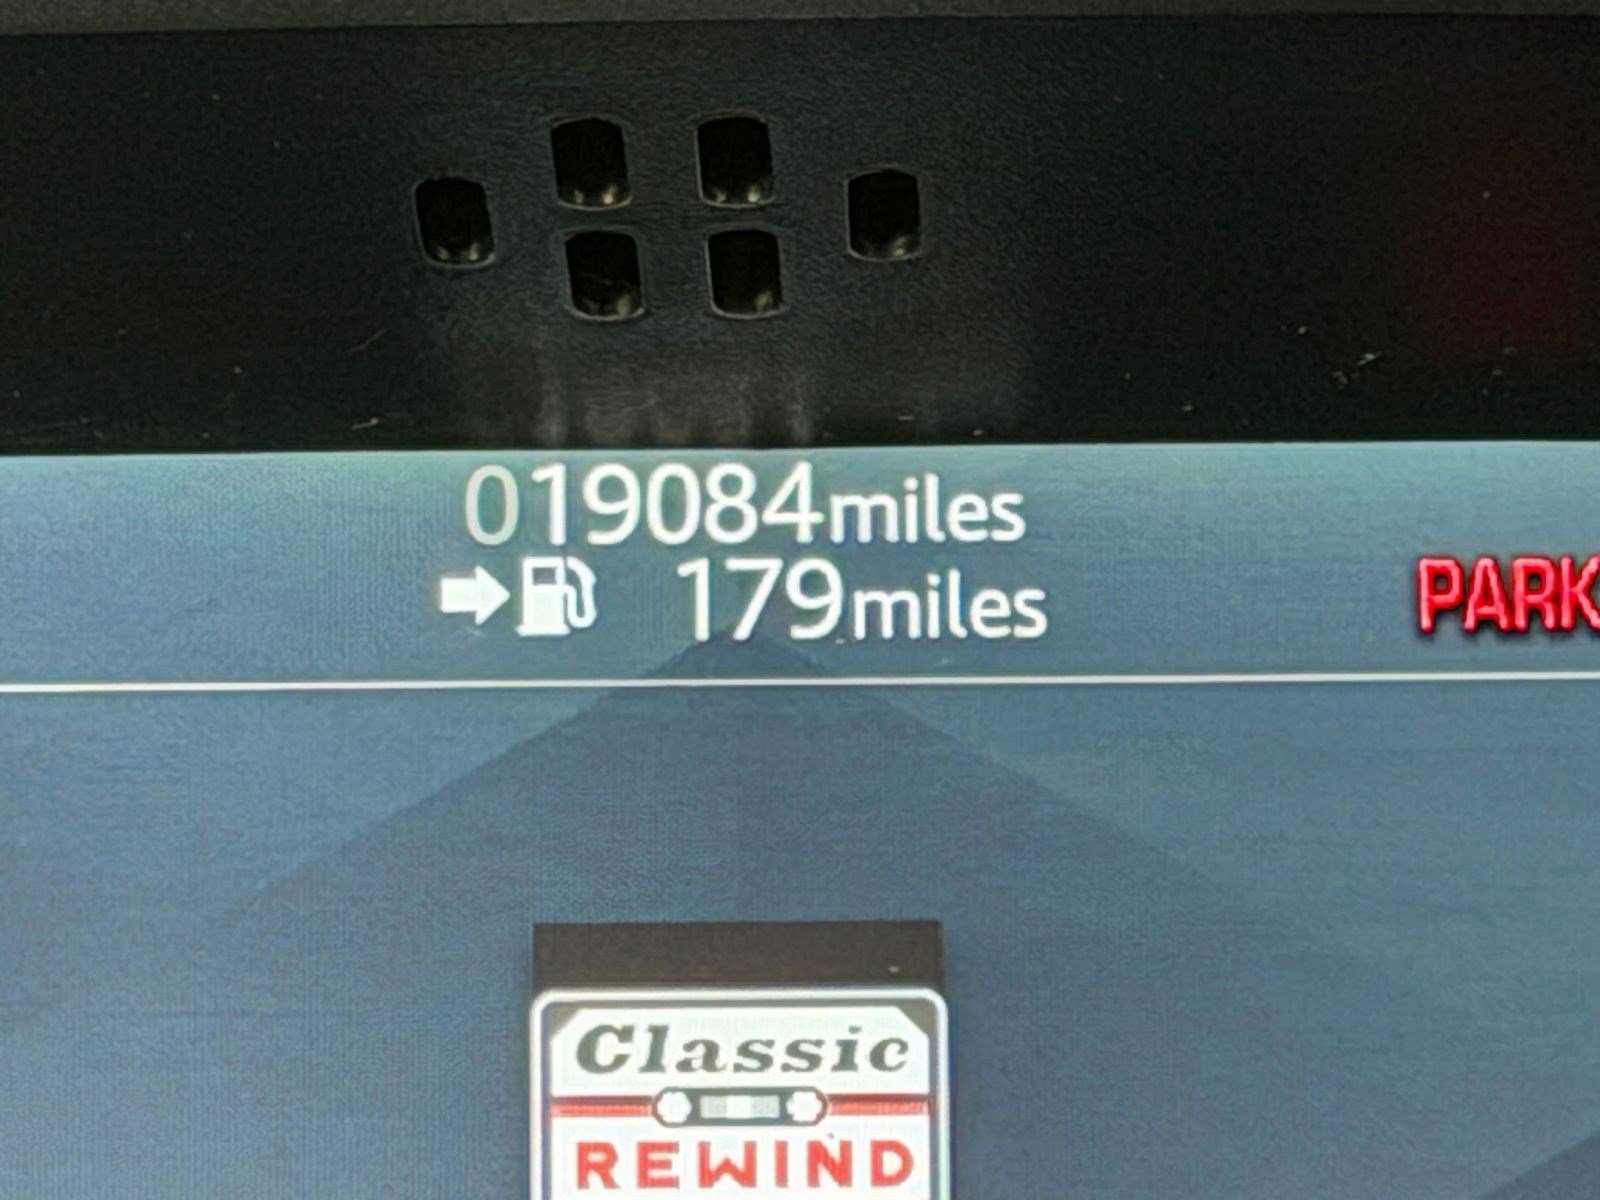 019084miles
179miles
PARK
Classic
REWIND